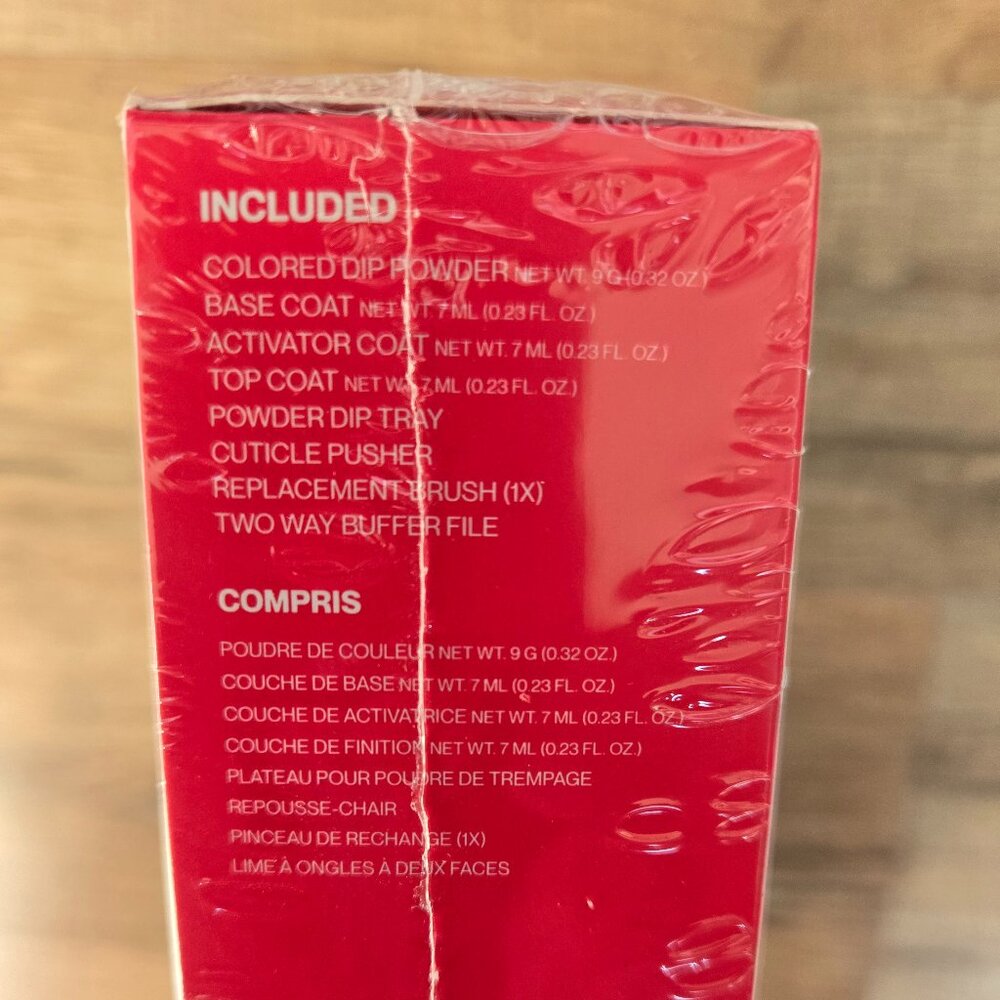 INCLUDED
COLORED DIP POWDER NET WT. 9 G (0.32 OZ.)
BASE COAT NET WT 7 ML (0.23 FL. OZ.)
ACTIVATOR COAT NET WT. 7 ML (0.23 FL. OZ.)
TOP COAT NET WT. 7 ML (0.23 FL. OZ.)
POWDER DIP TRAY
CUTICLE PUSHER
REPLACEMENT BRUSH (1X)
TWO WAY BUFFER FILE
COMPRIS
POUDRE DE COULEUR NET WT. 9 G (0.32 OZ.)
COUCHE DE BASE NET WT. 7 ML (0.23 FL. OZ.)
COUCHE DE ACTIVATRICE NET WT. 7 ML (0.23 FL. OZ.)
COUCHE DE FINITION NET WT. 7 ML (0.23 FL. OZ.)
PLATEAU POUR POUDRE DE TREMPAGE
REPOUSSE-CHAIR
PINCEAU DE RECHANGE (1X)
LIME À ONGLES À DEUX FACES